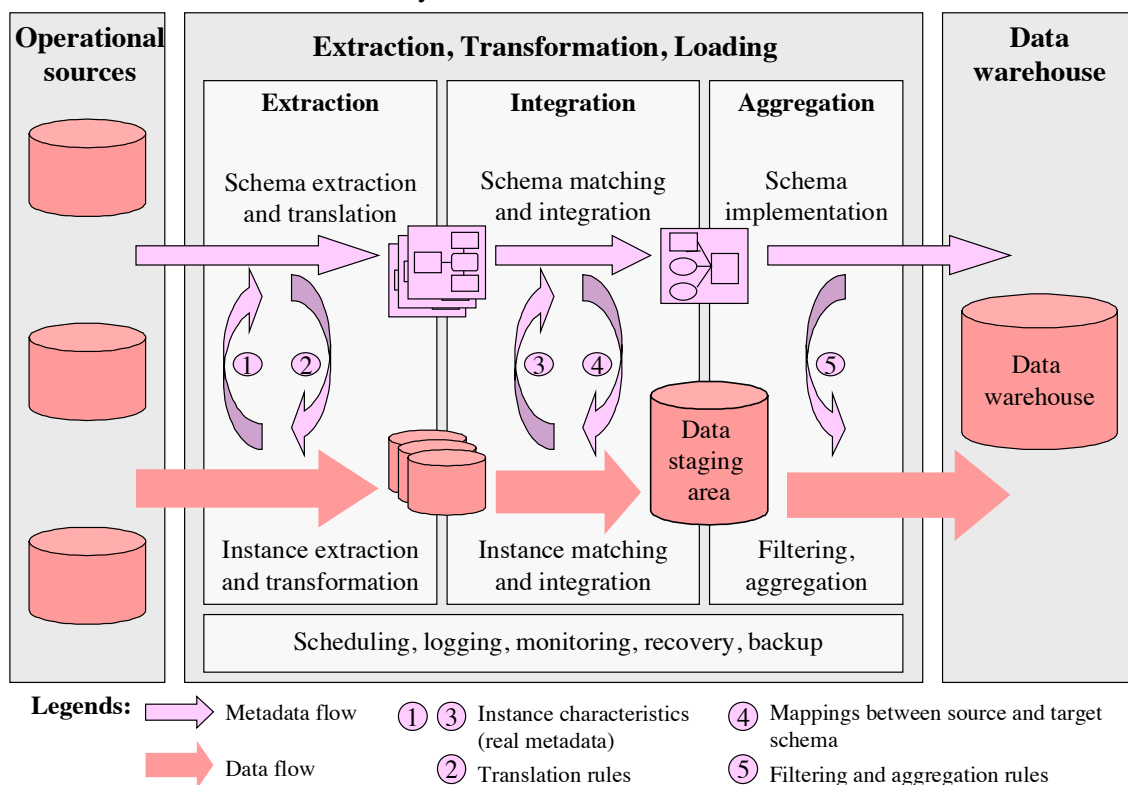 Operational
sources
Extraction, Transformation, Loading
Data
warehouse
Extraction
Integration
Aggregation
Schema extraction
and translation
Schema matching
and integration
Schema
implementation
1
2
3
4
5
Data
warehouse
Data
staging
area
Instance extraction
and transformation
Instance matching
and integration
Filtering,
aggregation
Scheduling, logging, monitoring, recovery, backup
Legends:
Metadata flow
Data flow
1 3 Instance characteristics
(real metadata)
2 Translation rules
4 Mappings between source and target
schema
5 Filtering and aggregation rules